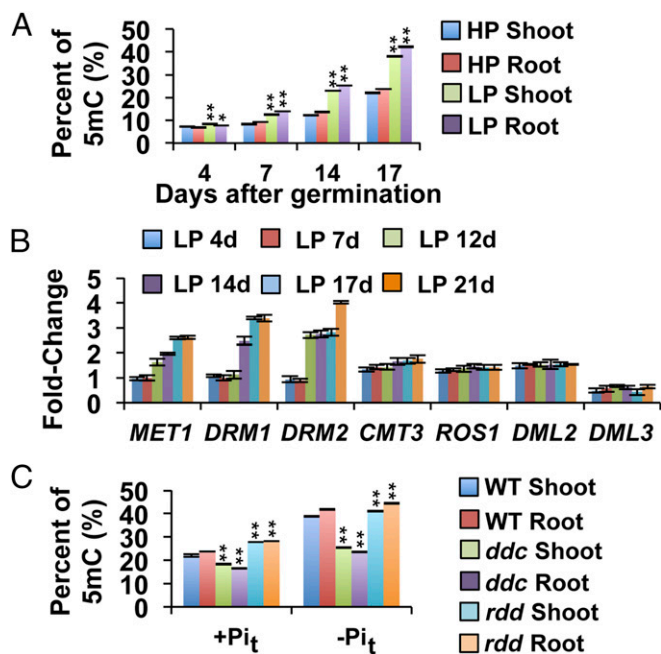 A
Percent of
5mC (%)
50
40
30
20
10
0
** * ** ** ** ** ** **
4 7 14 17
Days after germination
HP Shoot
HP Root
LP Shoot
LP Root
B
LP 4d LP 7d LP 12d
LP 14d LP 17d LP 21d
Fold-Change
5
4
3
2
1
0
MET1 DRM1 DRM2 CMT3 ROS1 DML2 DML3
C
Percent of
5mC (%)
50
40
30
20
10
0
** ** ** ** ** ** ** **
+Pit -Pit
WT Shoot
WT Root
ddc Shoot
ddc Root
rdd Shoot
rdd Root